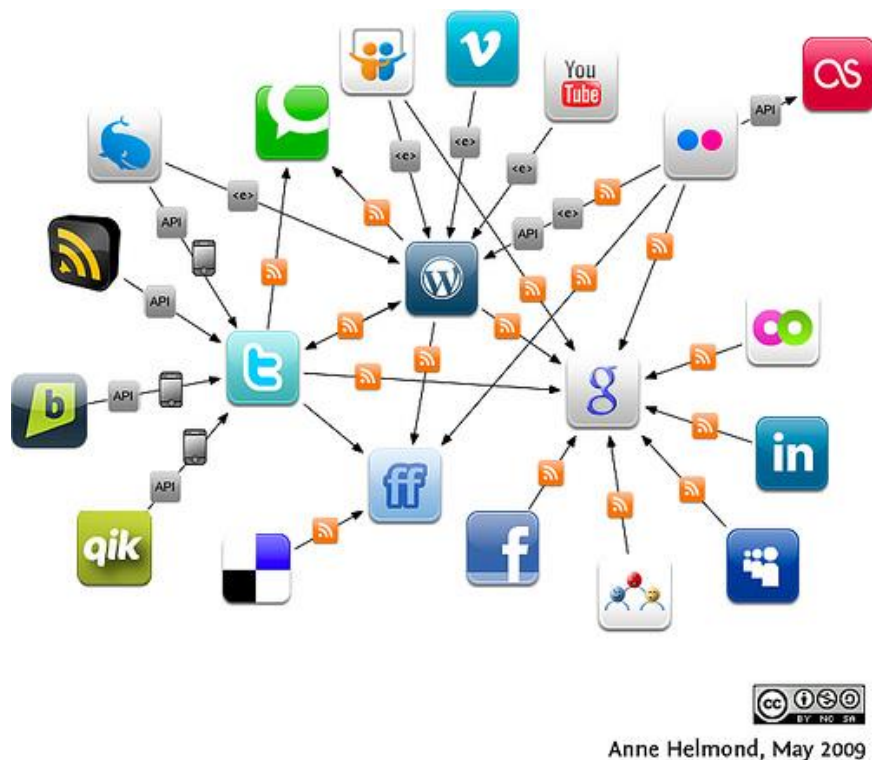 You
Tube
API
<e>
<e>
<e>
API
<e>
<e>
API
API
API
API
W
t
g
b
ff
in
qik
f
cc
BY NC SA
Anne Helmond, May 2009